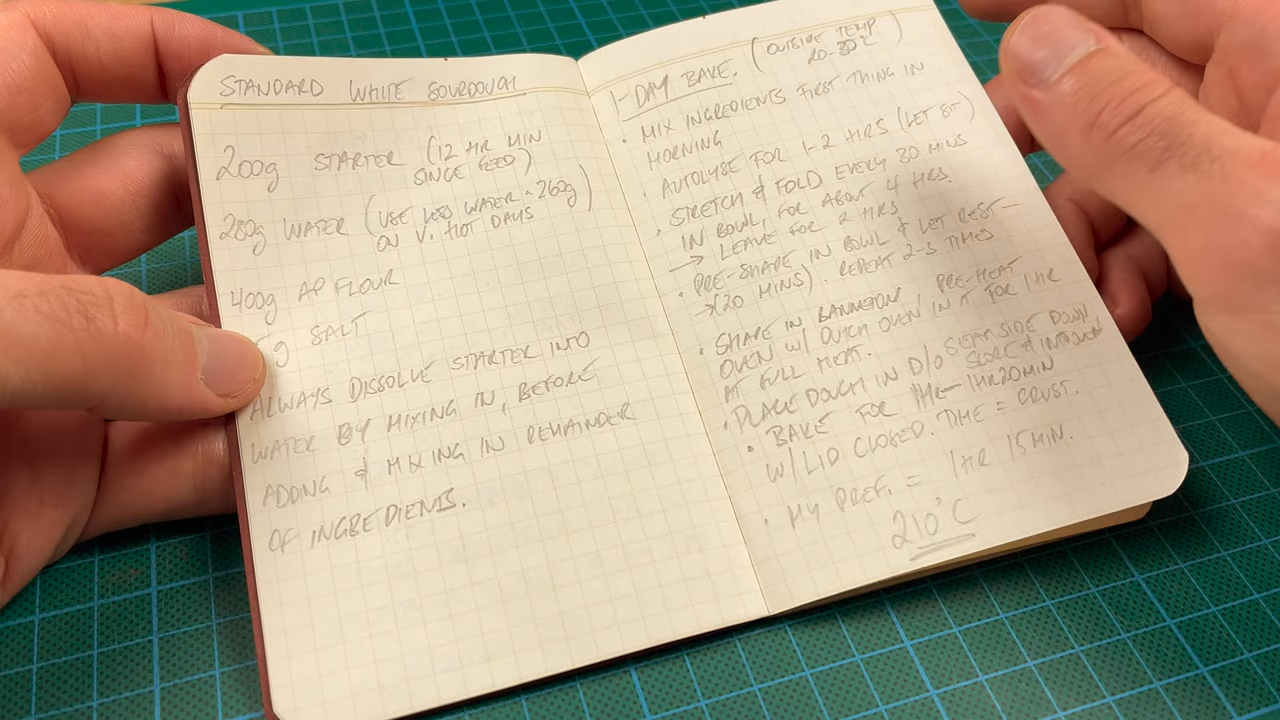 STANDARD WHITE SOURDOUGH
200g STARTER (12 HR MIN
SINCE FEED)
280g WATER (USE LESS WATER ~260g)
ON V. HOT DAYS
400g AP FLOUR
g SALT
ALWAYS DISSOLVE STARTER INTO
WATER BY MIXING IN, BEFORE
ADDING & MIXING IN REMAINDER
OF INGREDIENTS.
1-DAY BAKE. (OUTSIDE TEMP
20-30°C)
• MIX INGREDIENTS FIRST THING IN
MORNING
• AUTOLYSE FOR 1-2 HRS (LET SIT)
• STRETCH & FOLD EVERY 30 MINS
IN BOWL, FOR ABOUT 4 HRS.
→ LEAVE FOR 2 HRS
• PRE-SHAPE IN BOWL & LET REST—
→(20 MINS). REPEAT 2-3 TIMES
• SHAPE IN BANNETON / PRE-HEAT
OVEN W/ DUTCH OVEN IN IT FOR 1HR
AT FULL HEAT.
• PLACE DOUGH IN D/O SEAMSIDE DOWN
SCORE & INTO OVEN
• BAKE FOR 1HR—1HR20MIN
W/LID CLOSED. TIME = CRUST.
• MY PREF. = 1HR 15MIN.
210°C